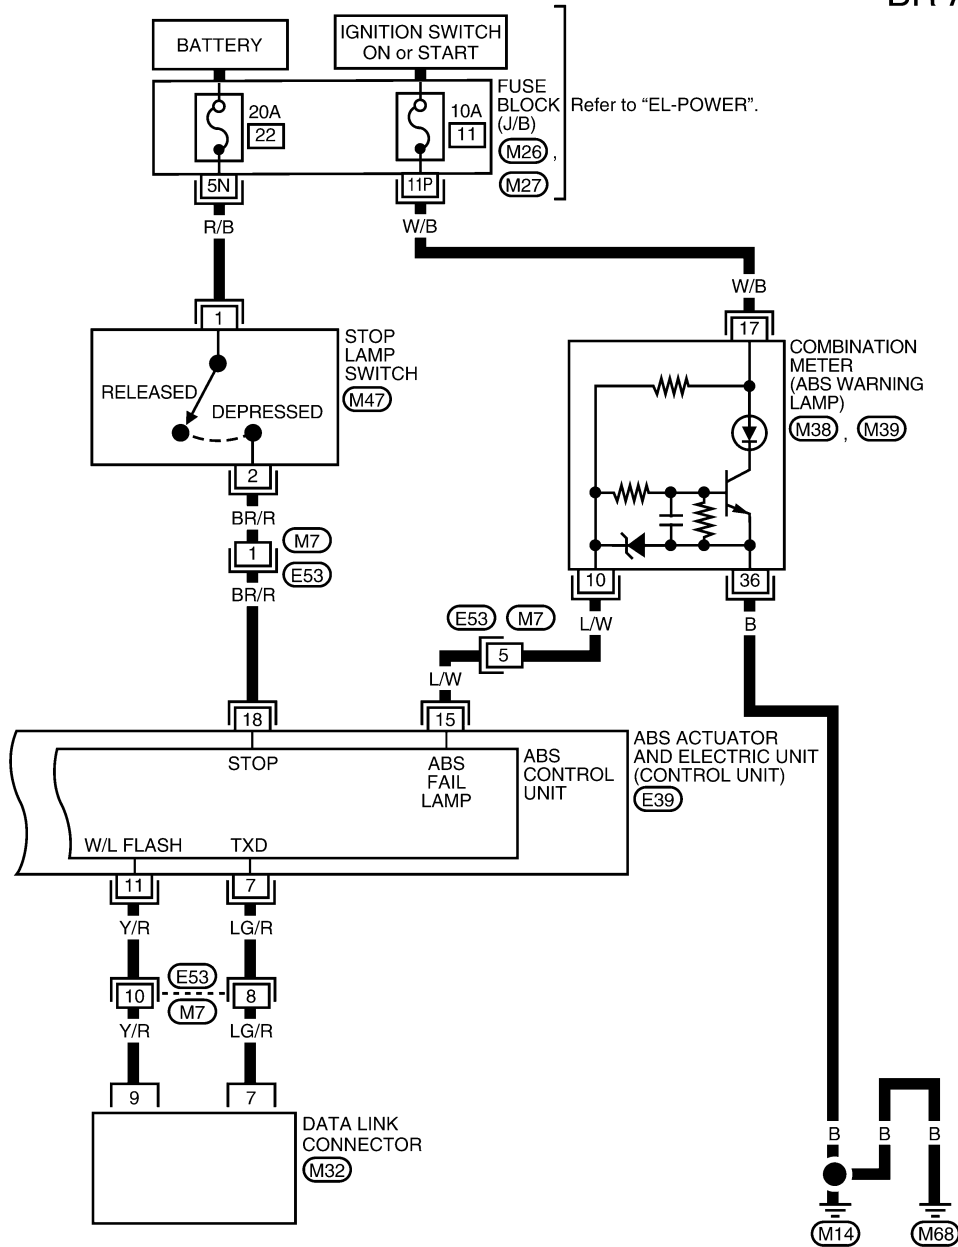 BATTERY
IGNITION SWITCH
ON or START
20A
22
10A
11
FUSE
BLOCK
(J/B)
M26 ,
M27
Refer to “EL-POWER”.
5N
11P
R/B
W/B
W/B
1
17
STOP
LAMP
SWITCH
M47
RELEASED
DEPRESSED
COMBINATION
METER
(ABS WARNING
LAMP)
M38 , M39
2
BR/R
1
M7
E53
BR/R
10
36
L/W
B
E53
M7
5
L/W
18
15
STOP
ABS
FAIL
LAMP
ABS
CONTROL
UNIT
ABS ACTUATOR
AND ELECTRIC UNIT
(CONTROL UNIT)
E39
W/L FLASH
TXD
11
7
Y/R
LG/R
10
E53
M7
8
Y/R
LG/R
9
7
DATA LINK
CONNECTOR
M32
B
B
B
M14
M68